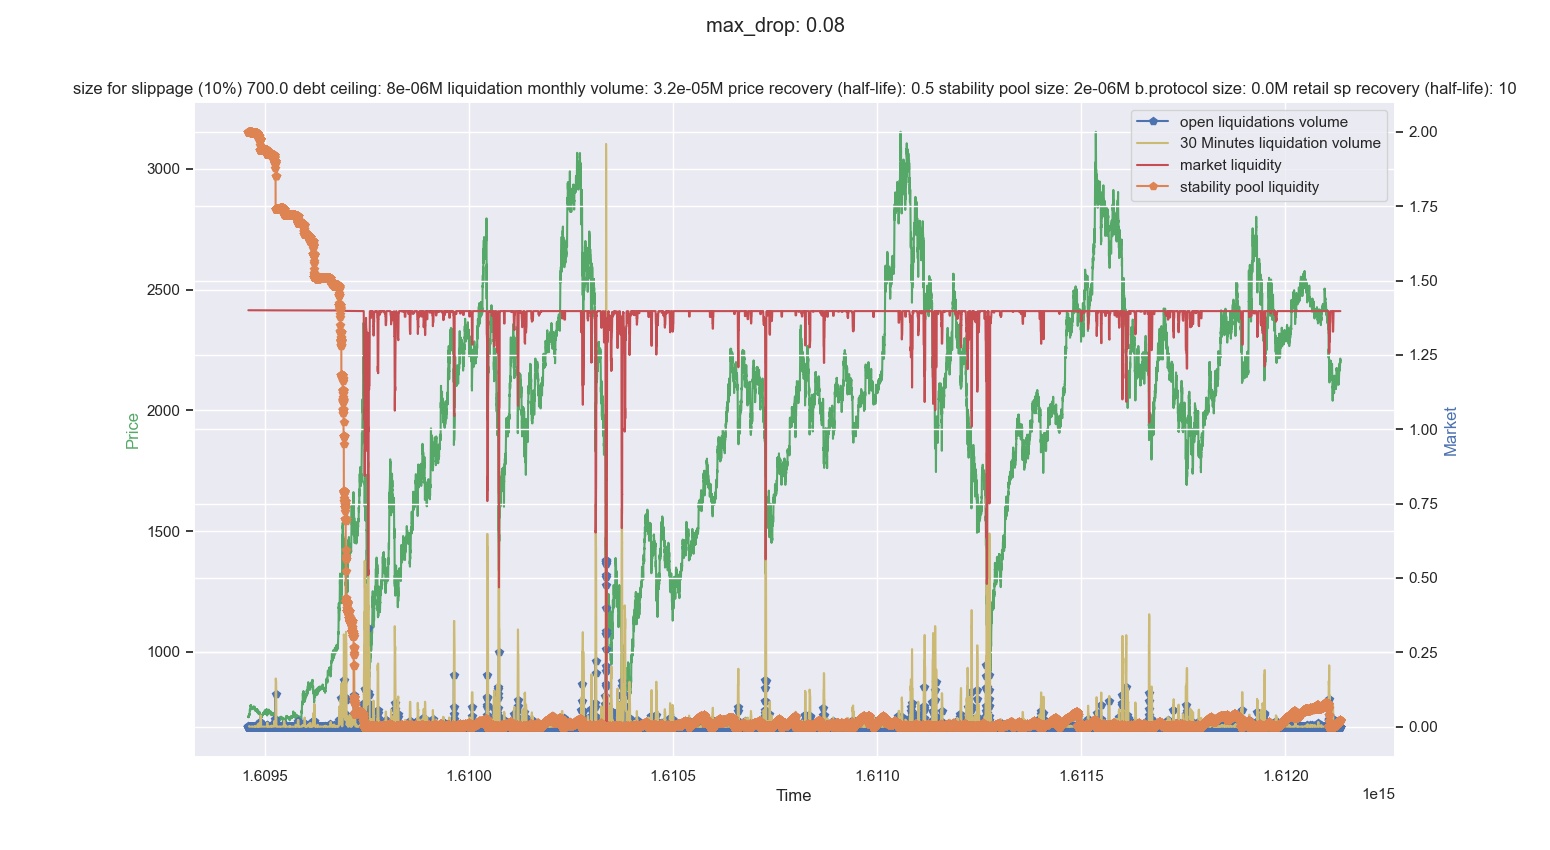 max_drop: 0.08
size for slippage (10%) 700.0 debt ceiling: 8e-06M liquidation monthly volume: 3.2e-05M price recovery (half-life): 0.5 stability pool size: 2e-06M b.protocol size: 0.0M retail sp recovery (half-life): 10
open liquidations volume
30 Minutes liquidation volume
market liquidity
stability pool liquidity
3000
2500
2000
1500
1000
Price
2.00
1.75
1.50
1.25
1.00
0.75
0.50
0.25
0.00
Market
1.6095 1.6100 1.6105 1.6110 1.6115 1.6120
Time
1e15